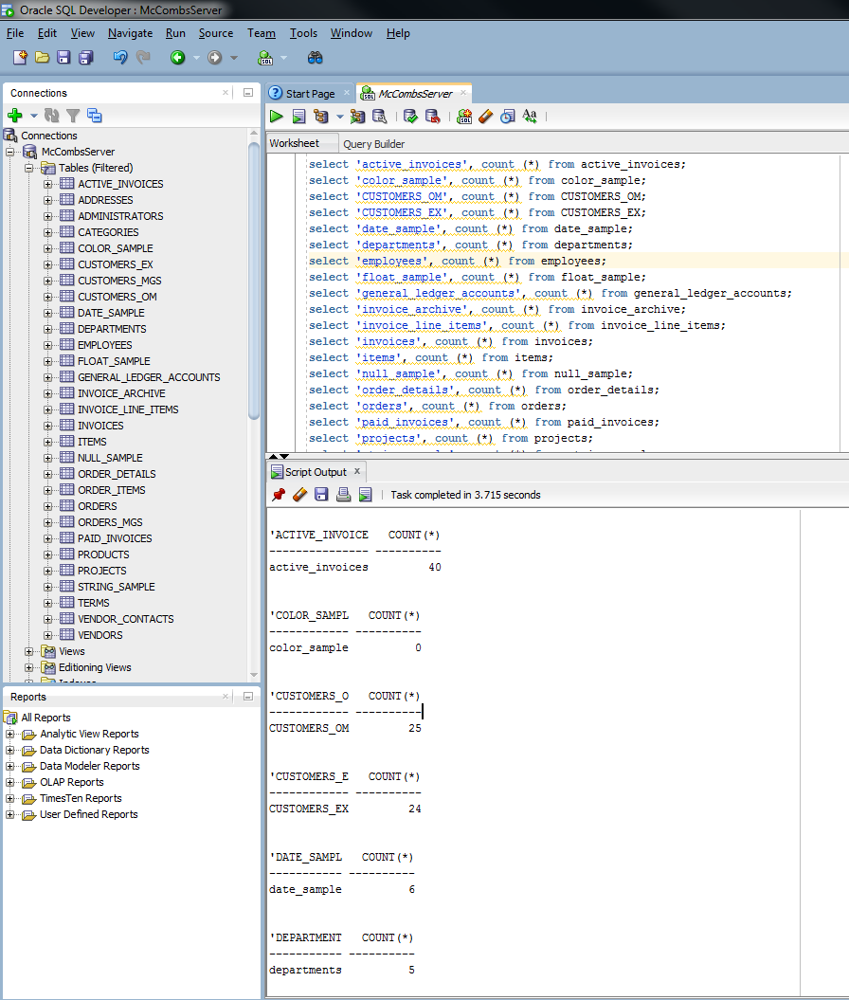 Oracle SQL Developer : McCombsServer
File Edit View Navigate Run Source Team Tools Window Help
Connections
Connections
McCombsServer
Tables (Filtered)
ACTIVE_INVOICES
ADDRESSES
ADMINISTRATORS
CATEGORIES
COLOR_SAMPLE
CUSTOMERS_EX
CUSTOMERS_MGS
CUSTOMERS_OM
DATE_SAMPLE
DEPARTMENTS
EMPLOYEES
FLOAT_SAMPLE
GENERAL_LEDGER_ACCOUNTS
INVOICE_ARCHIVE
INVOICE_LINE_ITEMS
INVOICES
ITEMS
NULL_SAMPLE
ORDER_DETAILS
ORDER_ITEMS
ORDERS
ORDERS_MGS
PAID_INVOICES
PRODUCTS
PROJECTS
STRING_SAMPLE
TERMS
VENDOR_CONTACTS
VENDORS
Views
Editioning Views
Indexes
Reports
All Reports
Analytic View Reports
Data Dictionary Reports
Data Modeler Reports
OLAP Reports
TimesTen Reports
User Defined Reports
Start Page McCombsServer
Worksheet Query Builder
select 'active_invoices', count (*) from active_invoices;
select 'color_sample', count (*) from color_sample;
select 'CUSTOMERS_OM', count (*) from CUSTOMERS_OM;
select 'CUSTOMERS_EX', count (*) from CUSTOMERS_EX;
select 'date_sample', count (*) from date_sample;
select 'departments', count (*) from departments;
select 'employees', count (*) from employees;
select 'float_sample', count (*) from float_sample;
select 'general_ledger_accounts', count (*) from general_ledger_accounts;
select 'invoice_archive', count (*) from invoice_archive;
select 'invoice_line_items', count (*) from invoice_line_items;
select 'invoices', count (*) from invoices;
select 'items', count (*) from items;
select 'null_sample', count (*) from null_sample;
select 'order_details', count (*) from order_details;
select 'orders', count (*) from orders;
select 'paid_invoices', count (*) from paid_invoices;
select 'projects', count (*) from projects;
Script Output
Task completed in 3.715 seconds
'ACTIVE_INVOICE COUNT(*)
--------------- ----------
active_invoices 40
'COLOR_SAMPL COUNT(*)
------------ ----------
color_sample 0
'CUSTOMERS_O COUNT(*)
------------ ----------
CUSTOMERS_OM 25
'CUSTOMERS_E COUNT(*)
------------ ----------
CUSTOMERS_EX 24
'DATE_SAMPL COUNT(*)
----------- ----------
date_sample 6
'DEPARTMENT COUNT(*)
----------- ----------
departments 5